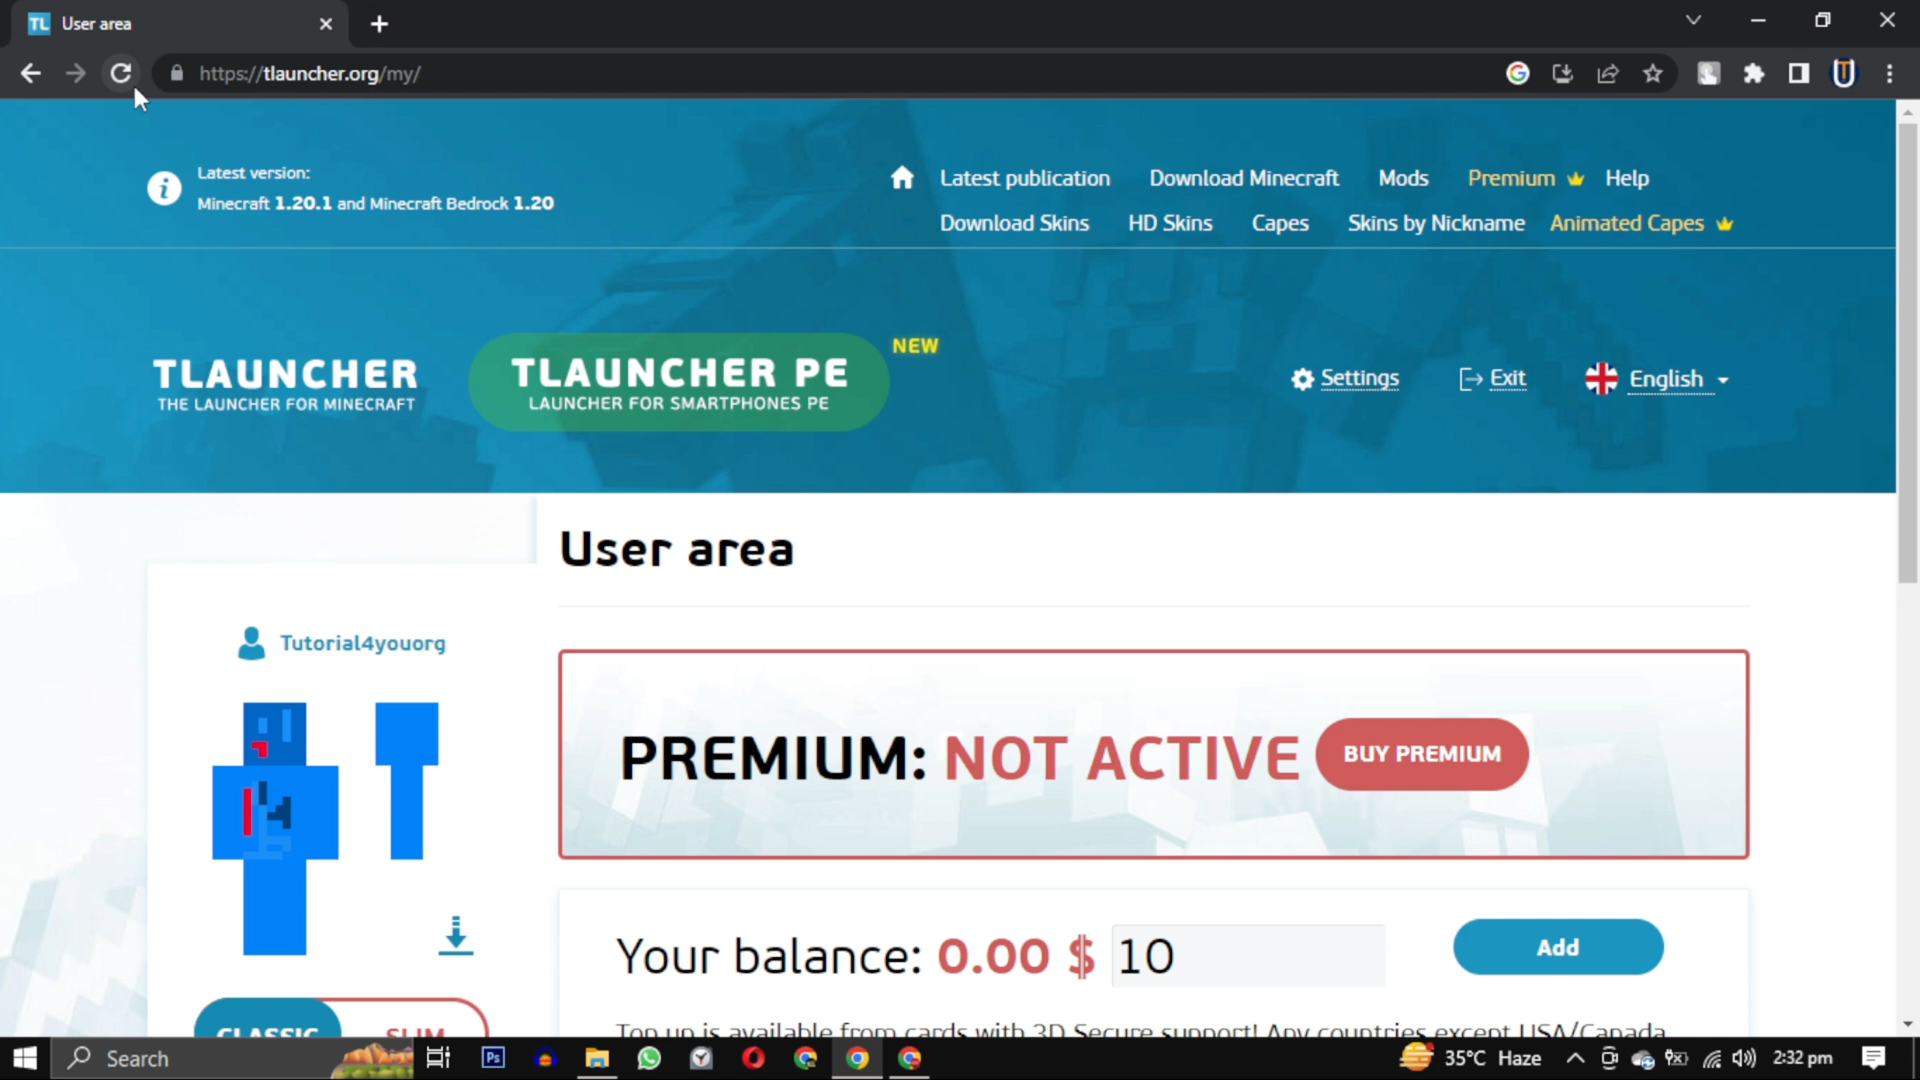 TL User area
https://tlauncher.org/my/
Latest version:
Minecraft 1.20.1 and Minecraft Bedrock 1.20
Latest publication Download Minecraft Mods Premium Help
Download Skins HD Skins Capes Skins by Nickname Animated Capes
TLAUNCHER
THE LAUNCHER FOR MINECRAFT
TLAUNCHER PE
LAUNCHER FOR SMARTPHONES PE
NEW
Settings Exit English
User area
Tutorial4youorg
PREMIUM: NOT ACTIVE BUY PREMIUM
Your balance: 0.00 $ 10 Add
CLASSIC SLIM
Top up is available from cards with 3D Secure support! Any countries except USA/Canada
Search Ps 35°C Haze 2:32 pm